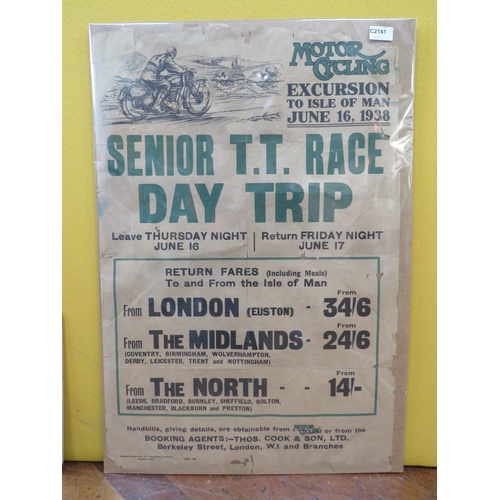 C2141
MOTOR
CYCLING
EXCURSION
TO ISLE OF MAN
JUNE 16, 1938
SENIOR T.T. RACE
DAY TRIP
Leave THURSDAY NIGHT
JUNE 16
Return FRIDAY NIGHT
JUNE 17
RETURN FARES (Including Meals)
To and From the Isle of Man
From
From LONDON (EUSTON) - 34/6
From
From THE MIDLANDS - 24/6
(COVENTRY, BIRMINGHAM, WOLVERHAMPTON,
DERBY, LEICESTER, TRENT and NOTTINGHAM)
From
From THE NORTH - - 14/-
(LEEDS, BRADFORD, BURNLEY, SHEFFIELD, BOLTON,
MANCHESTER, BLACKBURN and PRESTON)
Handbills, giving details, are obtainable from MOTOR CYCLING or from the
BOOKING AGENTS:—THOS. COOK & SON, LTD.
Berkeley Street, London, W.1 and Branches